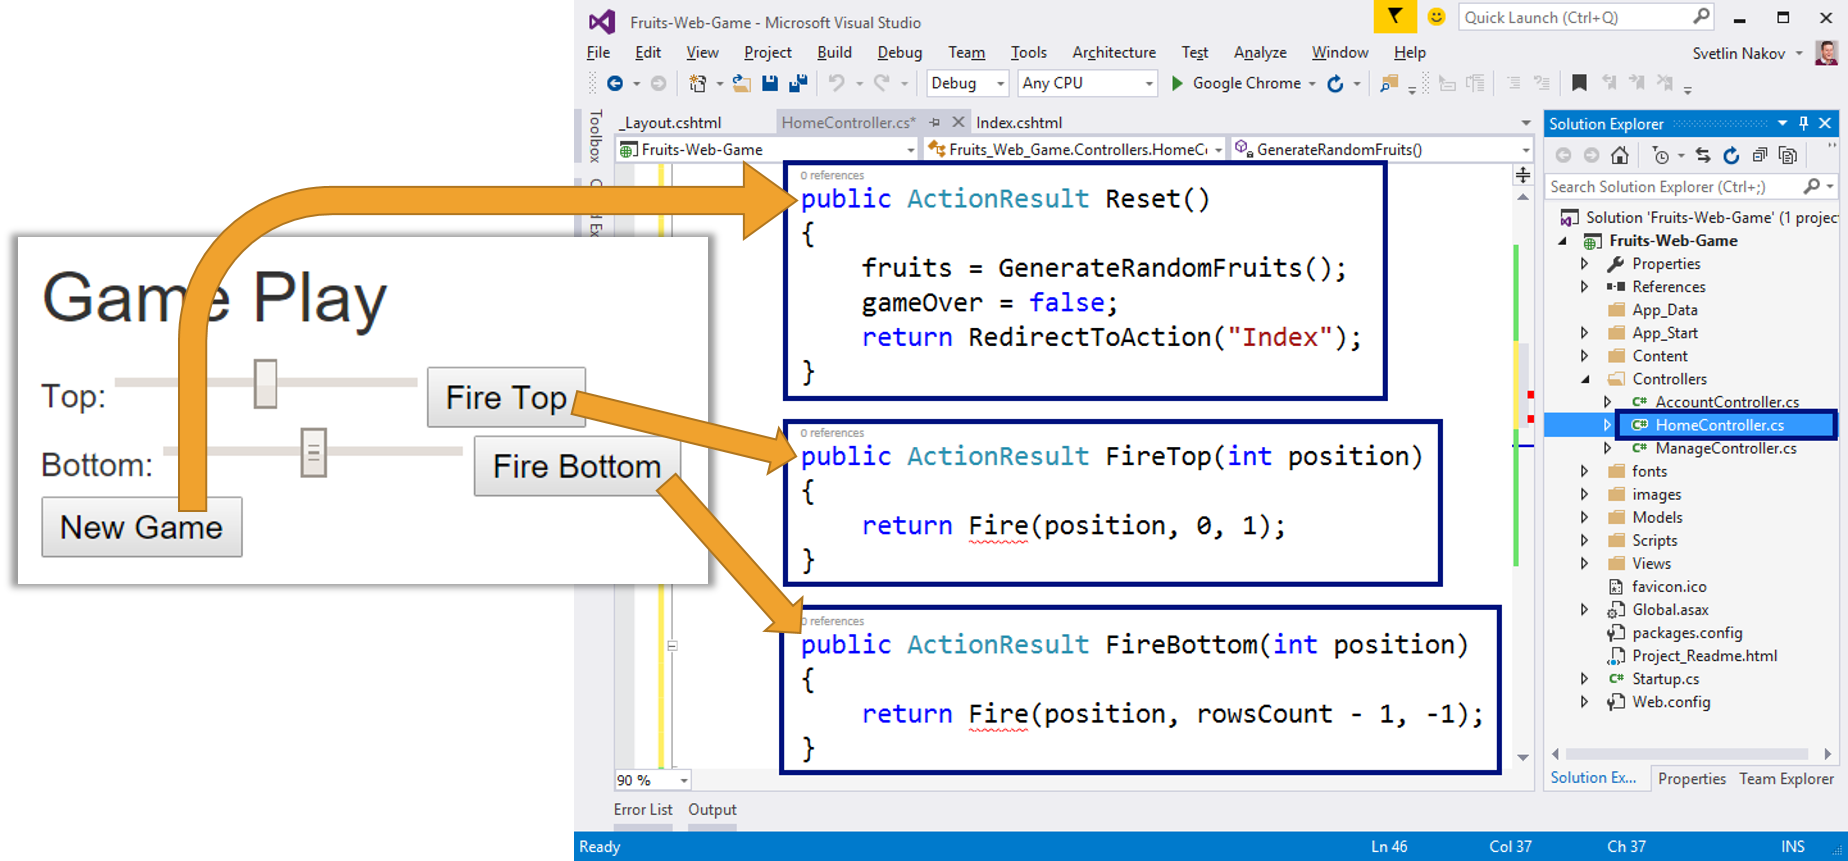 Fruits-Web-Game - Microsoft Visual Studio
Quick Launch (Ctrl+Q)
File Edit View Project Build Debug Team Tools Architecture Test Analyze Window Help
Svetlin Nakov
Debug Any CPU Google Chrome
Toolbox
_Layout.cshtml HomeController.cs* Index.cshtml
Fruits-Web-Game Fruits_Web_Game.Controllers.HomeC GenerateRandomFruits()
0 references
public ActionResult Reset()
{
fruits = GenerateRandomFruits();
gameOver = false;
return RedirectToAction("Index");
}
0 references
public ActionResult FireTop(int position)
{
return Fire(position, 0, 1);
}
0 references
public ActionResult FireBottom(int position)
{
return Fire(position, rowsCount - 1, -1);
}
Game Play
Top: Fire Top
Bottom: Fire Bottom
New Game
Solution Explorer
Search Solution Explorer (Ctrl+;)
Solution 'Fruits-Web-Game' (1 projec
Fruits-Web-Game
Properties
References
App_Data
App_Start
Content
Controllers
C# AccountController.cs
C# HomeController.cs
C# ManageController.cs
fonts
images
Models
Scripts
Views
favicon.ico
Global.asax
packages.config
Project_Readme.html
C# Startup.cs
Web.config
90 %
Solution Ex... Properties Team Explorer
Error List Output
Ready Ln 46 Col 37 Ch 37 INS